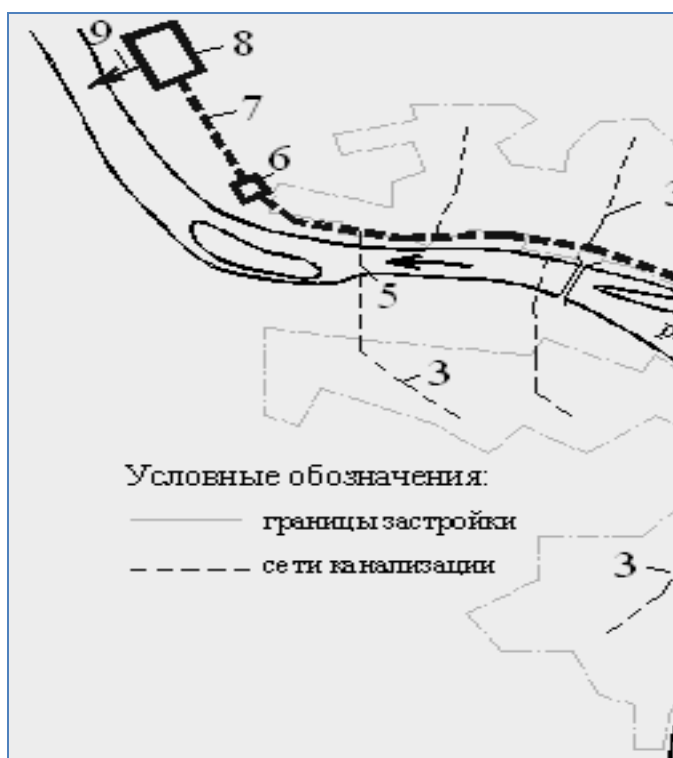 9
8
7
6
3
5
р
3
Условные обозначения:
границы застройки
сети канализации
3